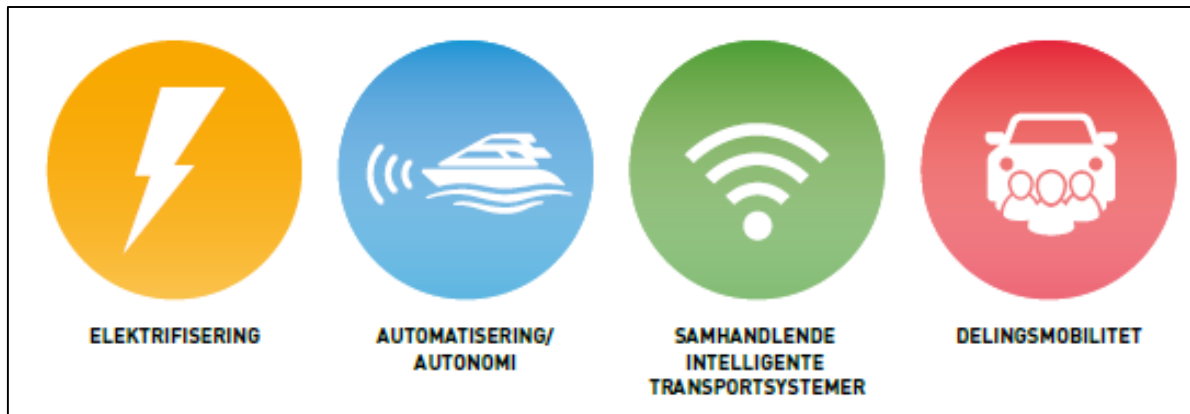 ELEKTRIFISERING
AUTOMATISERING/
AUTONOMI
SAMHANDLENDE
INTELLIGENTE
TRANSPORTSYSTEMER
DELINGSMOBILITET